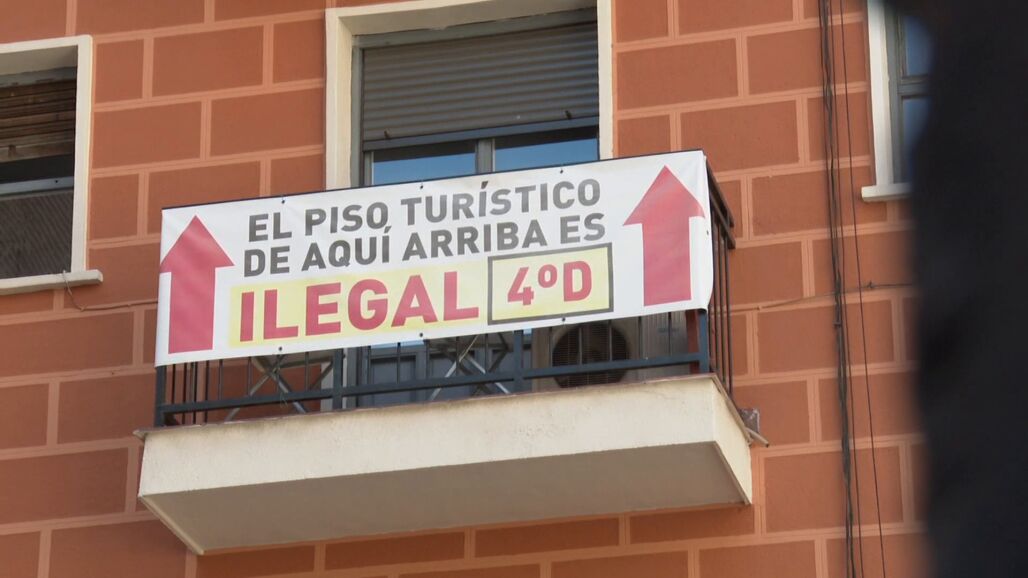 EL PISO TURÍSTICO
DE AQUÍ ARRIBA ES
ILEGAL 4ºD